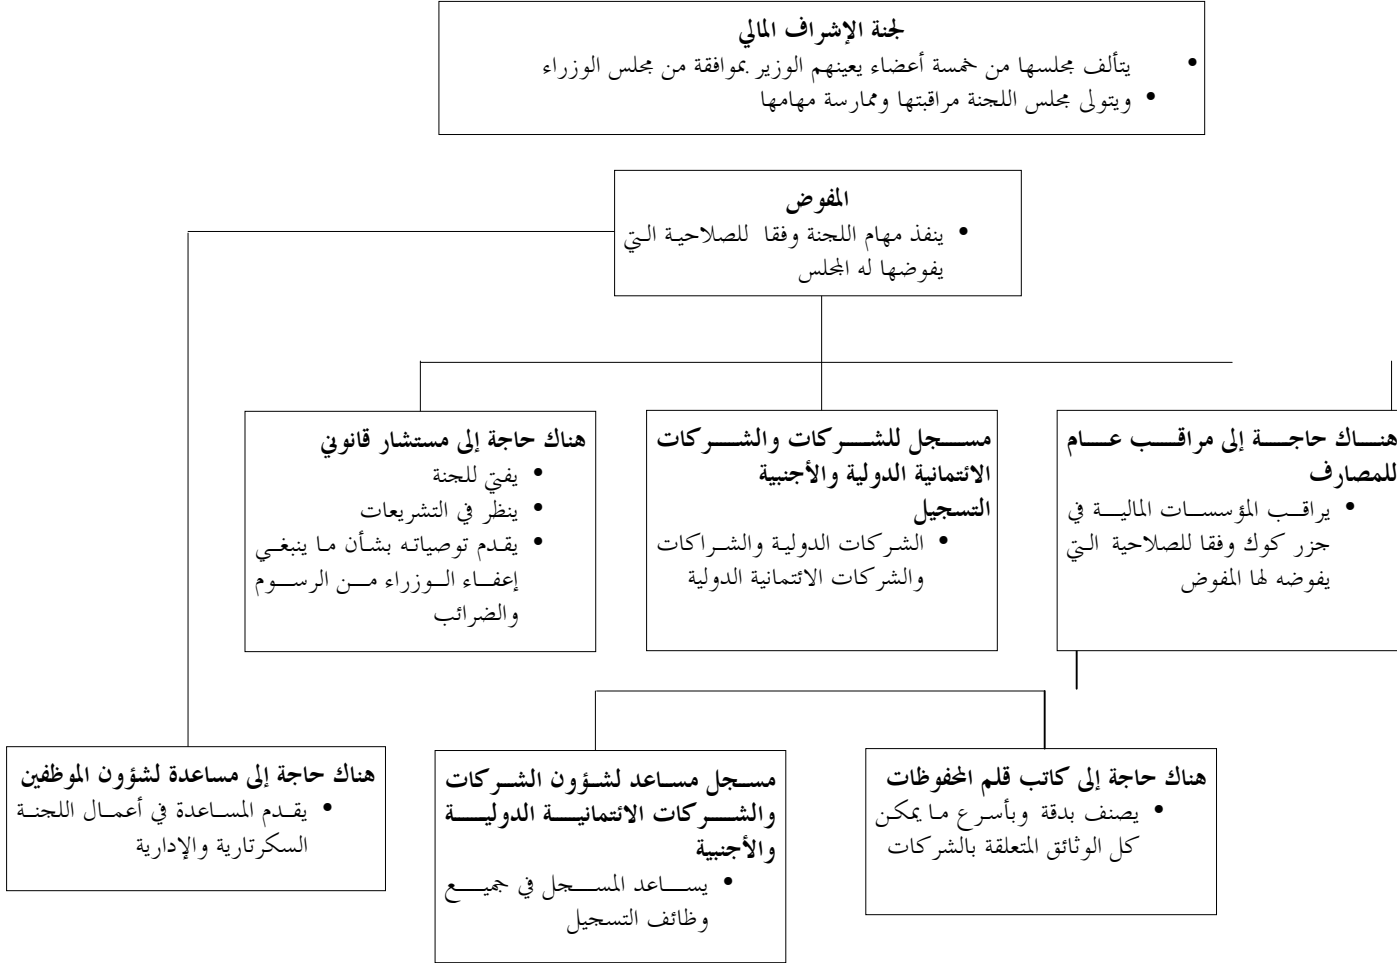 لجنة الإشراف المالي
• يتألف مجلسها من خمسة أعضاء يعينهم الوزير بموافقة من مجلس الوزراء
• ويتولى مجلس اللجنة مراقبتها وممارسة مهامها
المفوض
• ينفذ مهام اللجنة وفقا للصلاحية التي
يفوضها له المجلس
هناك حاجة إلى مراقب عام
للمصارف
• يراقب المؤسسات المالية في
جزر كوك وفقا للصلاحية التي
يفوضه لها المفوض
مسجل للشركات والشركات
الائتمانية الدولية والأجنبية
التسجيل
• الشركات الدولية والشراكات
والشركات الائتمانية الدولية
هناك حاجة إلى مستشار قانوني
• يفتي للجنة
• ينظر في التشريعات
• يقدم توصياته بشأن ما ينبغي
إعفاء الوزراء من الرسوم
والضرائب
هناك حاجة إلى كاتب قلم المحفوظات
• يصنف بدقة وبأسرع ما يمكن
كل الوثائق المتعلقة بالشركات
مسجل مساعد لشؤون الشركات
والشركات الائتمانية الدولية
والأجنبية
• يساعد المسجل في جميع
وظائف التسجيل
هناك حاجة إلى مساعدة لشؤون الموظفين
• يقدم المساعدة في أعمال اللجنة
السكرتارية والإدارية